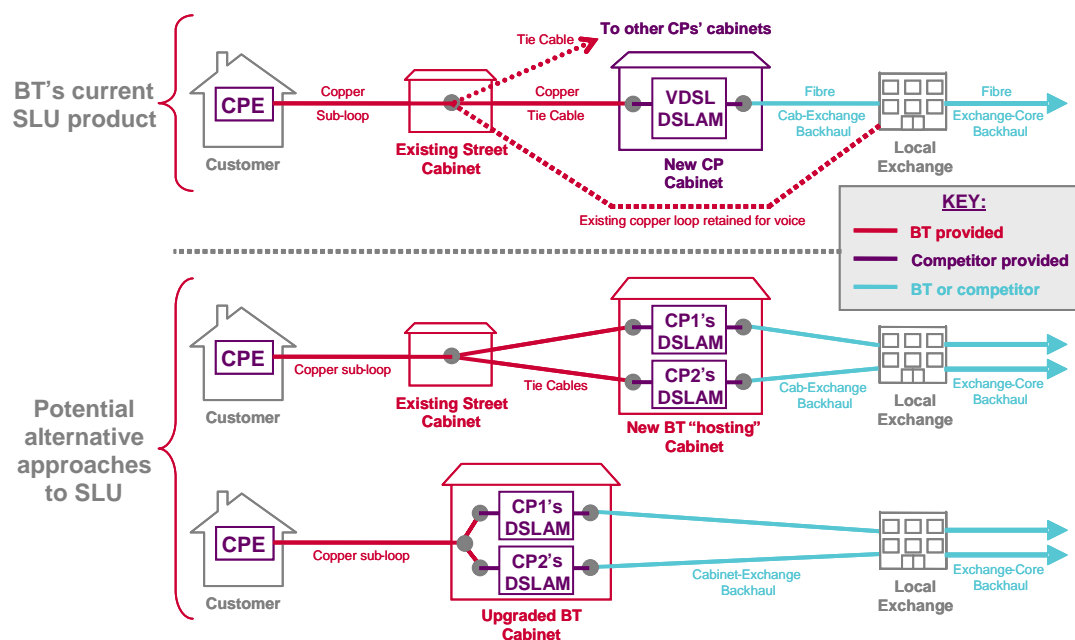 To other CPs’ cabinets
Tie Cable
BT’s current
SLU product
CPE
Customer
Copper
Sub-loop
Existing Street
Cabinet
Copper
Tie Cable
VDSL
DSLAM
New CP
Cabinet
Fibre
Cab-Exchange
Backhaul
Local
Exchange
Fibre
Exchange-Core
Backhaul
Existing copper loop retained for voice
KEY:
BT provided
Competitor provided
BT or competitor
Potential
alternative
approaches
to SLU
CPE
Customer
Copper sub-loop
Existing Street
Cabinet
Tie Cables
CP1’s
DSLAM
CP2’s
DSLAM
New BT “hosting”
Cabinet
Cab-Exchange
Backhaul
Local
Exchange
Exchange-Core
Backhaul
CPE
Customer
Copper sub-loop
CP1’s
DSLAM
CP2’s
DSLAM
Upgraded BT
Cabinet
Cabinet-Exchange
Backhaul
Local
Exchange
Exchange-Core
Backhaul